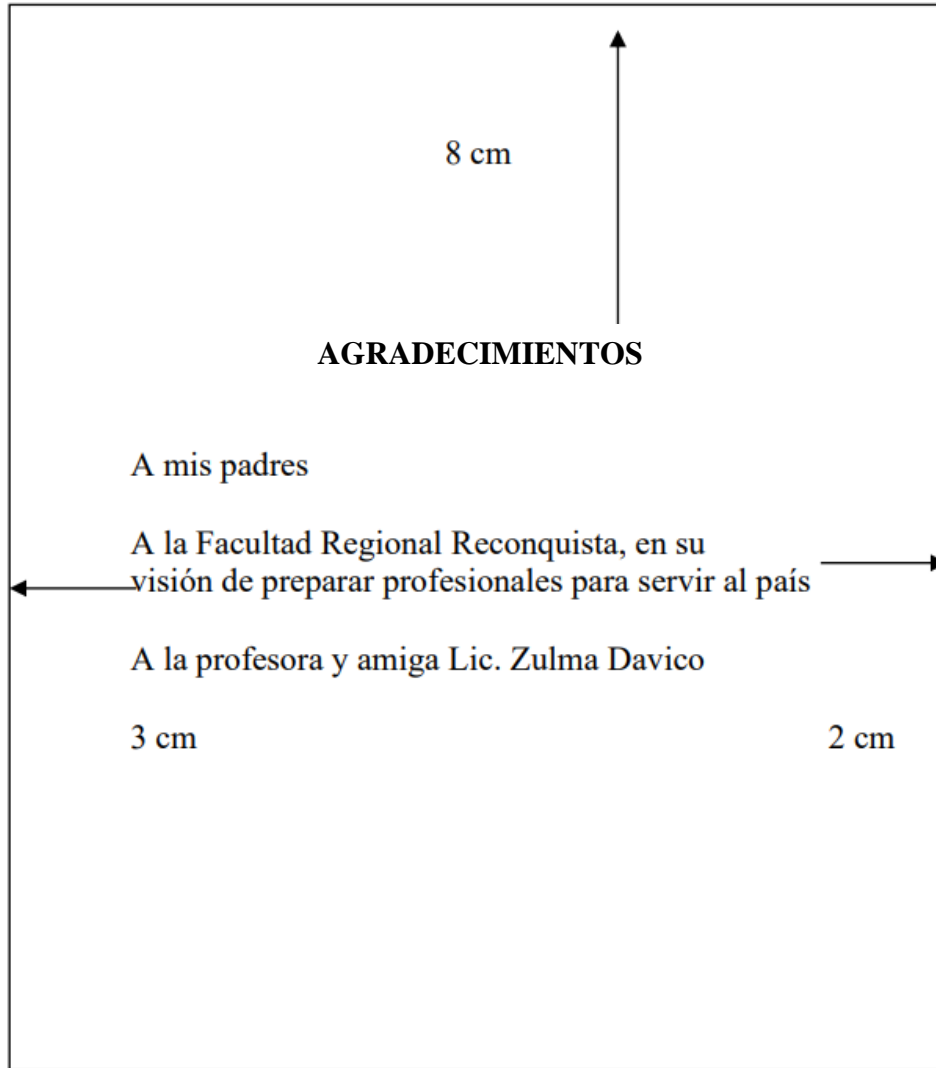 8 cm
AGRADECIMIENTOS
A mis padres
A la Facultad Regional Reconquista, en su
visión de preparar profesionales para servir al país
A la profesora y amiga Lic. Zulma Davico
3 cm 2 cm